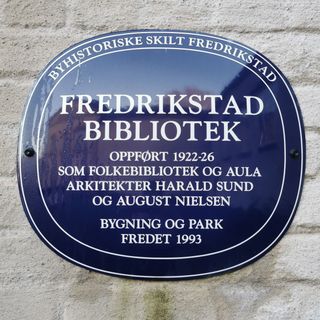 BYHISTORISKE SKILT FREDRIKSTAD
FREDRIKSTAD
BIBLIOTEK
OPPFØRT 1922-26
SOM FOLKEBIBLIOTEK OG AULA
ARKITEKTER HARALD SUND
OG AUGUST NIELSEN
BYGNING OG PARK
FREDET 1993